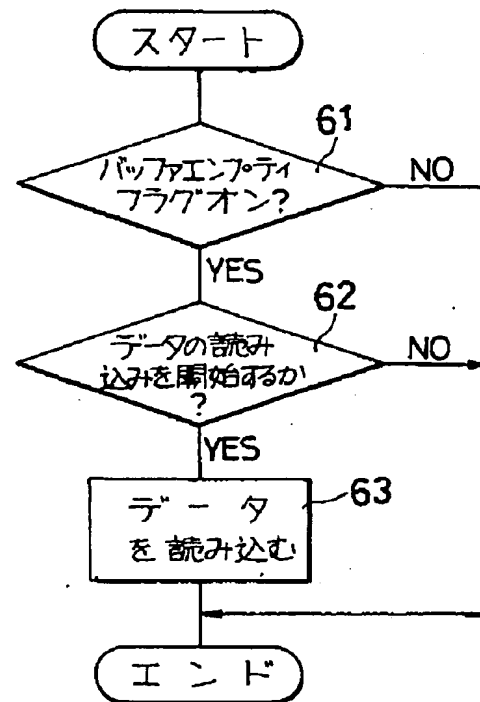 スタート
61
バッファエンプティ
フラグオン?
NO
YES
62
データの読み
込みを開始するか
?
NO
YES
63
データ
を読み込む
エンド